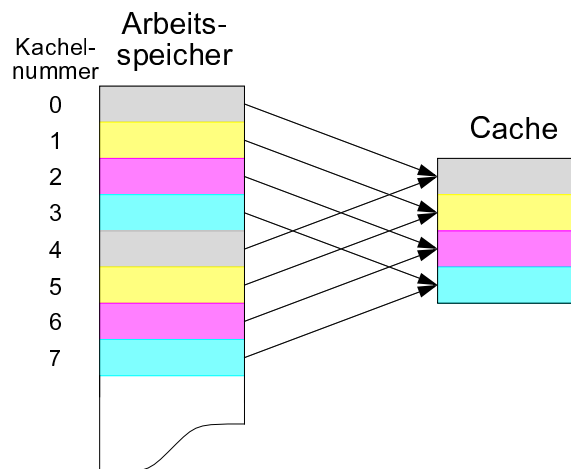 Arbeits-
speicher
Kachel-
nummer
Cache
0
1
2
3
4
5
6
7